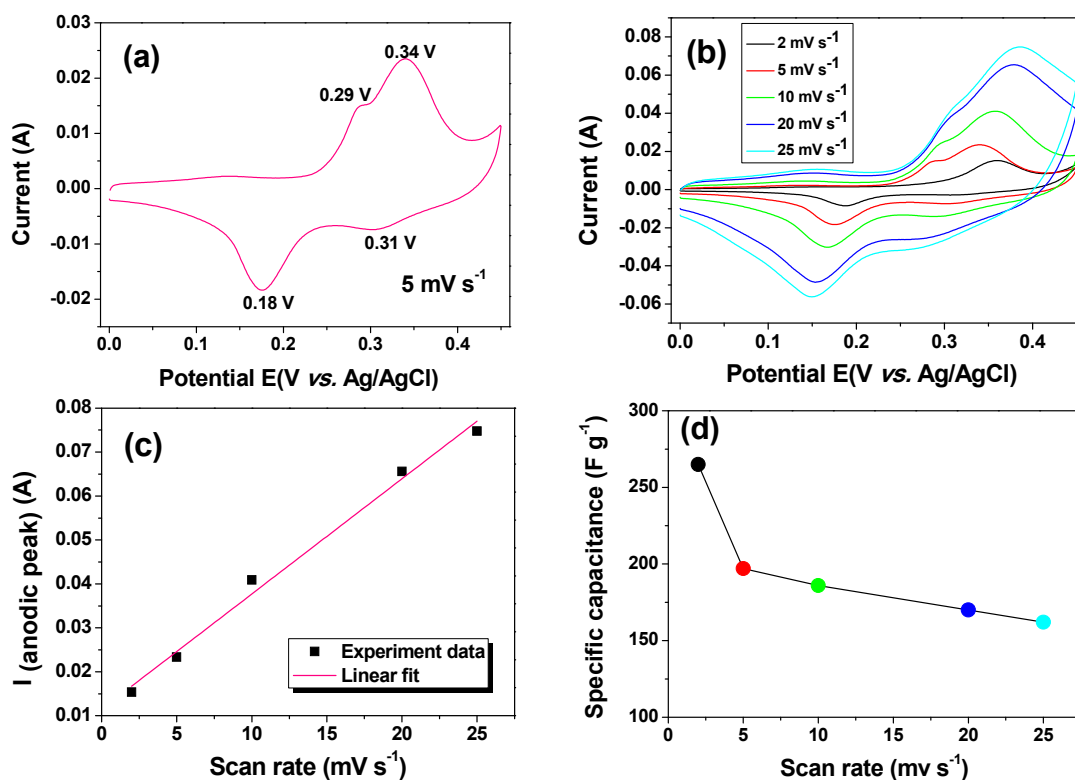 (a)
0.34 V
0.29 V
0.31 V
0.18 V
5 mV s⁻¹
0.03
0.02
0.01
0.00
-0.01
-0.02
Current (A)
0.0 0.1 0.2 0.3 0.4
Potential E(V vs. Ag/AgCl)
(b)
2 mV s⁻¹
5 mV s⁻¹
10 mV s⁻¹
20 mV s⁻¹
25 mV s⁻¹
0.08
0.06
0.04
0.02
0.00
-0.02
-0.04
-0.06
Current (A)
0.0 0.1 0.2 0.3 0.4
Potential E(V vs. Ag/AgCl)
(c)
0.08
0.07
0.06
0.05
0.04
0.03
0.02
0.01
I (anodic peak) (A)
Experiment data
Linear fit
0 5 10 15 20 25
Scan rate (mV s⁻¹)
(d)
300
250
200
150
100
Specific capacitance (F g⁻¹)
0 5 10 15 20 25
Scan rate (mv s⁻¹)